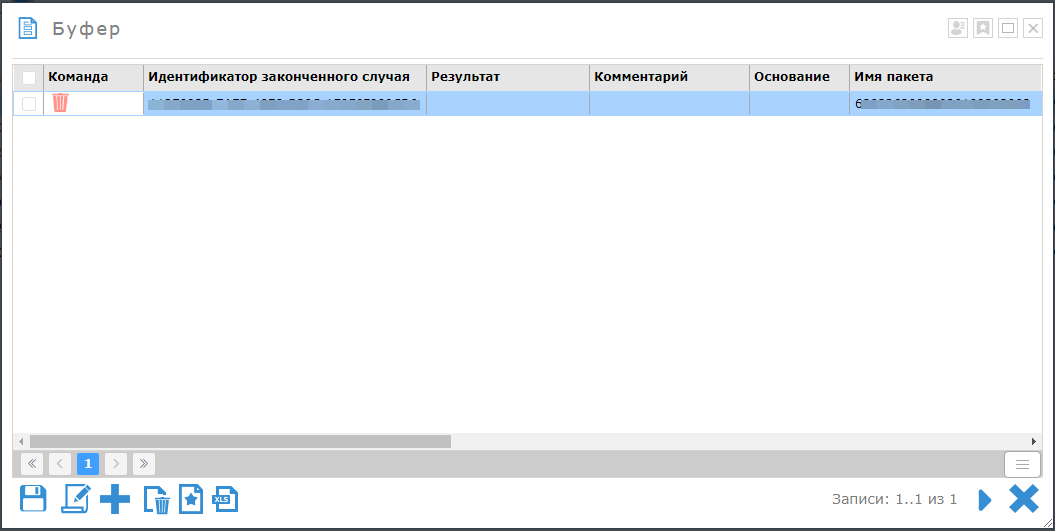 Буфер
Команда Идентификатор законченного случая Результат Комментарий Основание Имя пакета
1
XLS Записи: 1..1 из 1